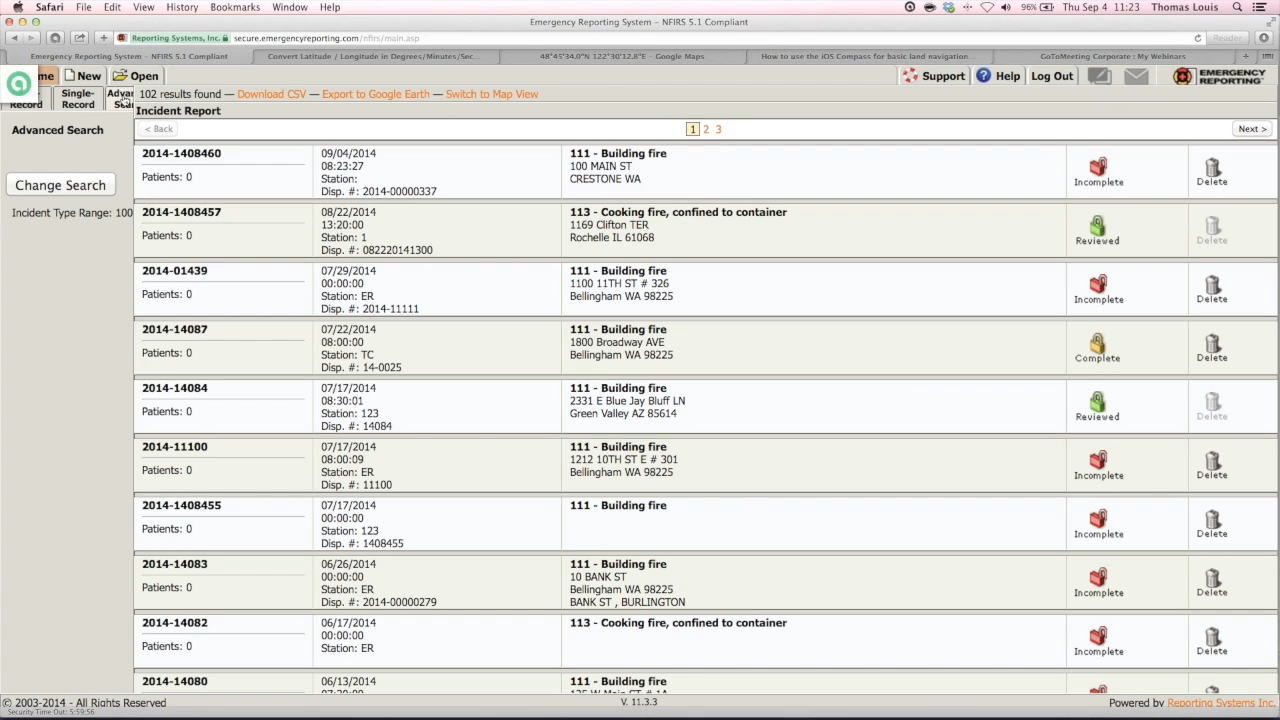 Safari File Edit View History Bookmarks Window Help 96% Thu Sep 4 11:23 Thomas Louis
Emergency Reporting System – NFIRS 5.1 Compliant
Reporting Systems, Inc. secure.emergencyreporting.com/nfirs/main.asp Reader
Emergency Reporting System – NFIRS 5.1 Compliant Convert Latitude / Longitude in Degrees/Minutes/Sec... 48°45'34.0"N 122°30'12.8"E - Google Maps How to use the iOS Compass for basic land navigation... GoToMeeting Corporate : My Webinars
me New Open Support Help Log Out EMERGENCY REPORTING
Record
Single-Record
Advan
102 results found — Download CSV — Export to Google Earth — Switch to Map View
Incident Report
Advanced Search
< Back 1 2 3 Next >
Change Search
Incident Type Range: 100
2014-1408460
Patients: 0
09/04/2014
08:23:27
Station:
Disp. #: 2014-00000337
111 - Building fire
100 MAIN ST
CRESTONE WA
Incomplete Delete
2014-1408457
Patients: 0
08/22/2014
13:20:00
Station: 1
Disp. #: 082220141300
113 - Cooking fire, confined to container
1169 Clifton TER
Rochelle IL 61068
Reviewed Delete
2014-01439
Patients: 0
07/29/2014
00:00:00
Station: ER
Disp. #: 2014-11111
111 - Building fire
1100 11TH ST # 326
Bellingham WA 98225
Incomplete Delete
2014-14087
Patients: 0
07/22/2014
08:00:00
Station: TC
Disp. #: 14-0025
111 - Building fire
1800 Broadway AVE
Bellingham WA 98225
Complete Delete
2014-14084
Patients: 0
07/17/2014
08:30:01
Station: 123
Disp. #: 14084
111 - Building fire
2331 E Blue Jay Bluff LN
Green Valley AZ 85614
Reviewed Delete
2014-11100
Patients: 0
07/17/2014
08:00:09
Station: ER
Disp. #: 11100
111 - Building fire
1212 10TH ST E # 301
Bellingham WA 98225
Incomplete Delete
2014-1408455
Patients: 0
07/17/2014
00:00:00
Station: 123
Disp. #: 1408455
111 - Building fire
Incomplete Delete
2014-14083
Patients: 0
06/26/2014
00:00:00
Station: ER
Disp. #: 2014-00000279
111 - Building fire
10 BANK ST
Bellingham WA 98225
BANK ST , BURLINGTON
Incomplete Delete
2014-14082
Patients: 0
06/17/2014
00:00:00
Station: ER
113 - Cooking fire, confined to container
Incomplete Delete
2014-14080
06/13/2014
111 - Building fire
© 2003-2014 - All Rights Reserved V. 11.3.3 Powered by Reporting Systems Inc.
Security Time Out: 5:59:56